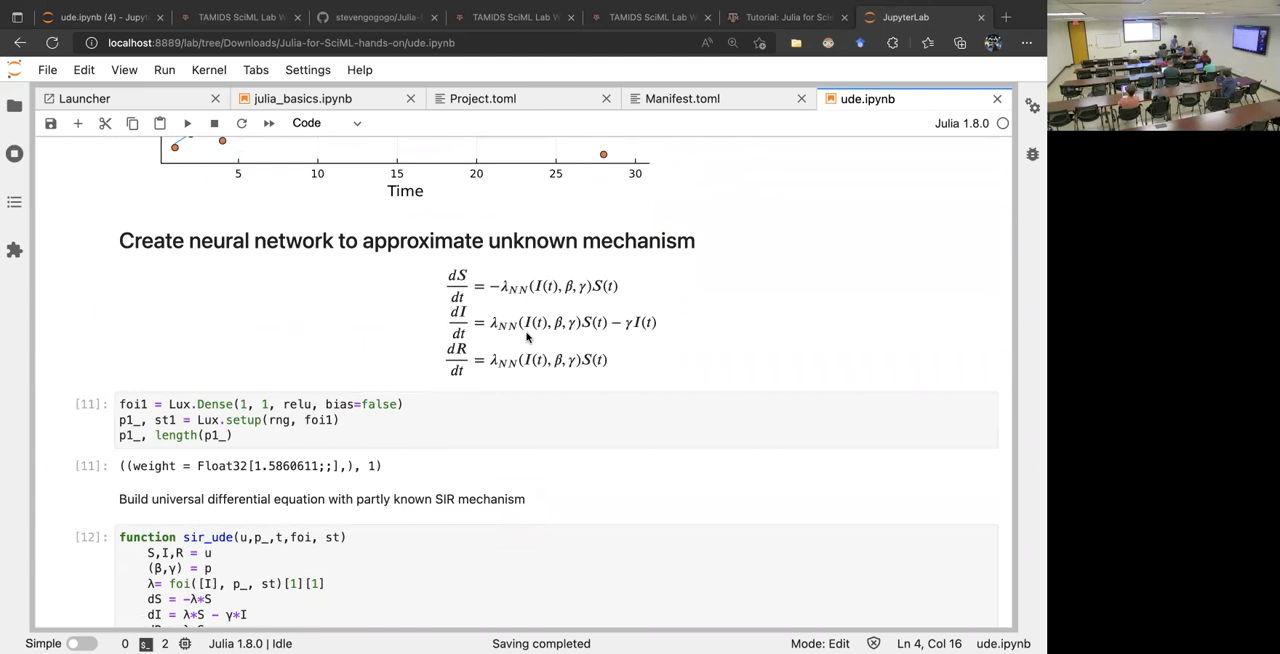 ude.ipynb (4) - Jupyt
TAMIDS SciML Lab W
stevengogogo/Julia-
TAMIDS SciML Lab W
TAMIDS SciML Lab W
Tutorial: Julia for Scie
JupyterLab
localhost:8889/lab/tree/Downloads/Julia-for-SciML-hands-on/ude.ipynb
File Edit View Run Kernel Tabs Settings Help
Launcher
julia_basics.ipynb
Project.toml
Manifest.toml
ude.ipynb
Code
Julia 1.8.0
5 10 15 20 25 30
Time
Create neural network to approximate unknown mechanism
dS/dt = −λNN(I(t), β, γ)S(t)
dI/dt = λNN(I(t), β, γ)S(t) − γI(t)
dR/dt = λNN(I(t), β, γ)S(t)
[11]: foi1 = Lux.Dense(1, 1, relu, bias=false)
p1_, st1 = Lux.setup(rng, foi1)
p1_, length(p1_)
[11]: ((weight = Float32[1.5860611;;],), 1)
Build universal differential equation with partly known SIR mechanism
[12]: function sir_ude(u,p_,t,foi, st)
S,I,R = u
(β,γ) = p
λ= foi([I], p_, st)[1][1]
dS = -λ*S
dI = λ*S - γ*I
Simple 0 2 Julia 1.8.0 | Idle Saving completed Mode: Edit Ln 4, Col 16 ude.ipynb